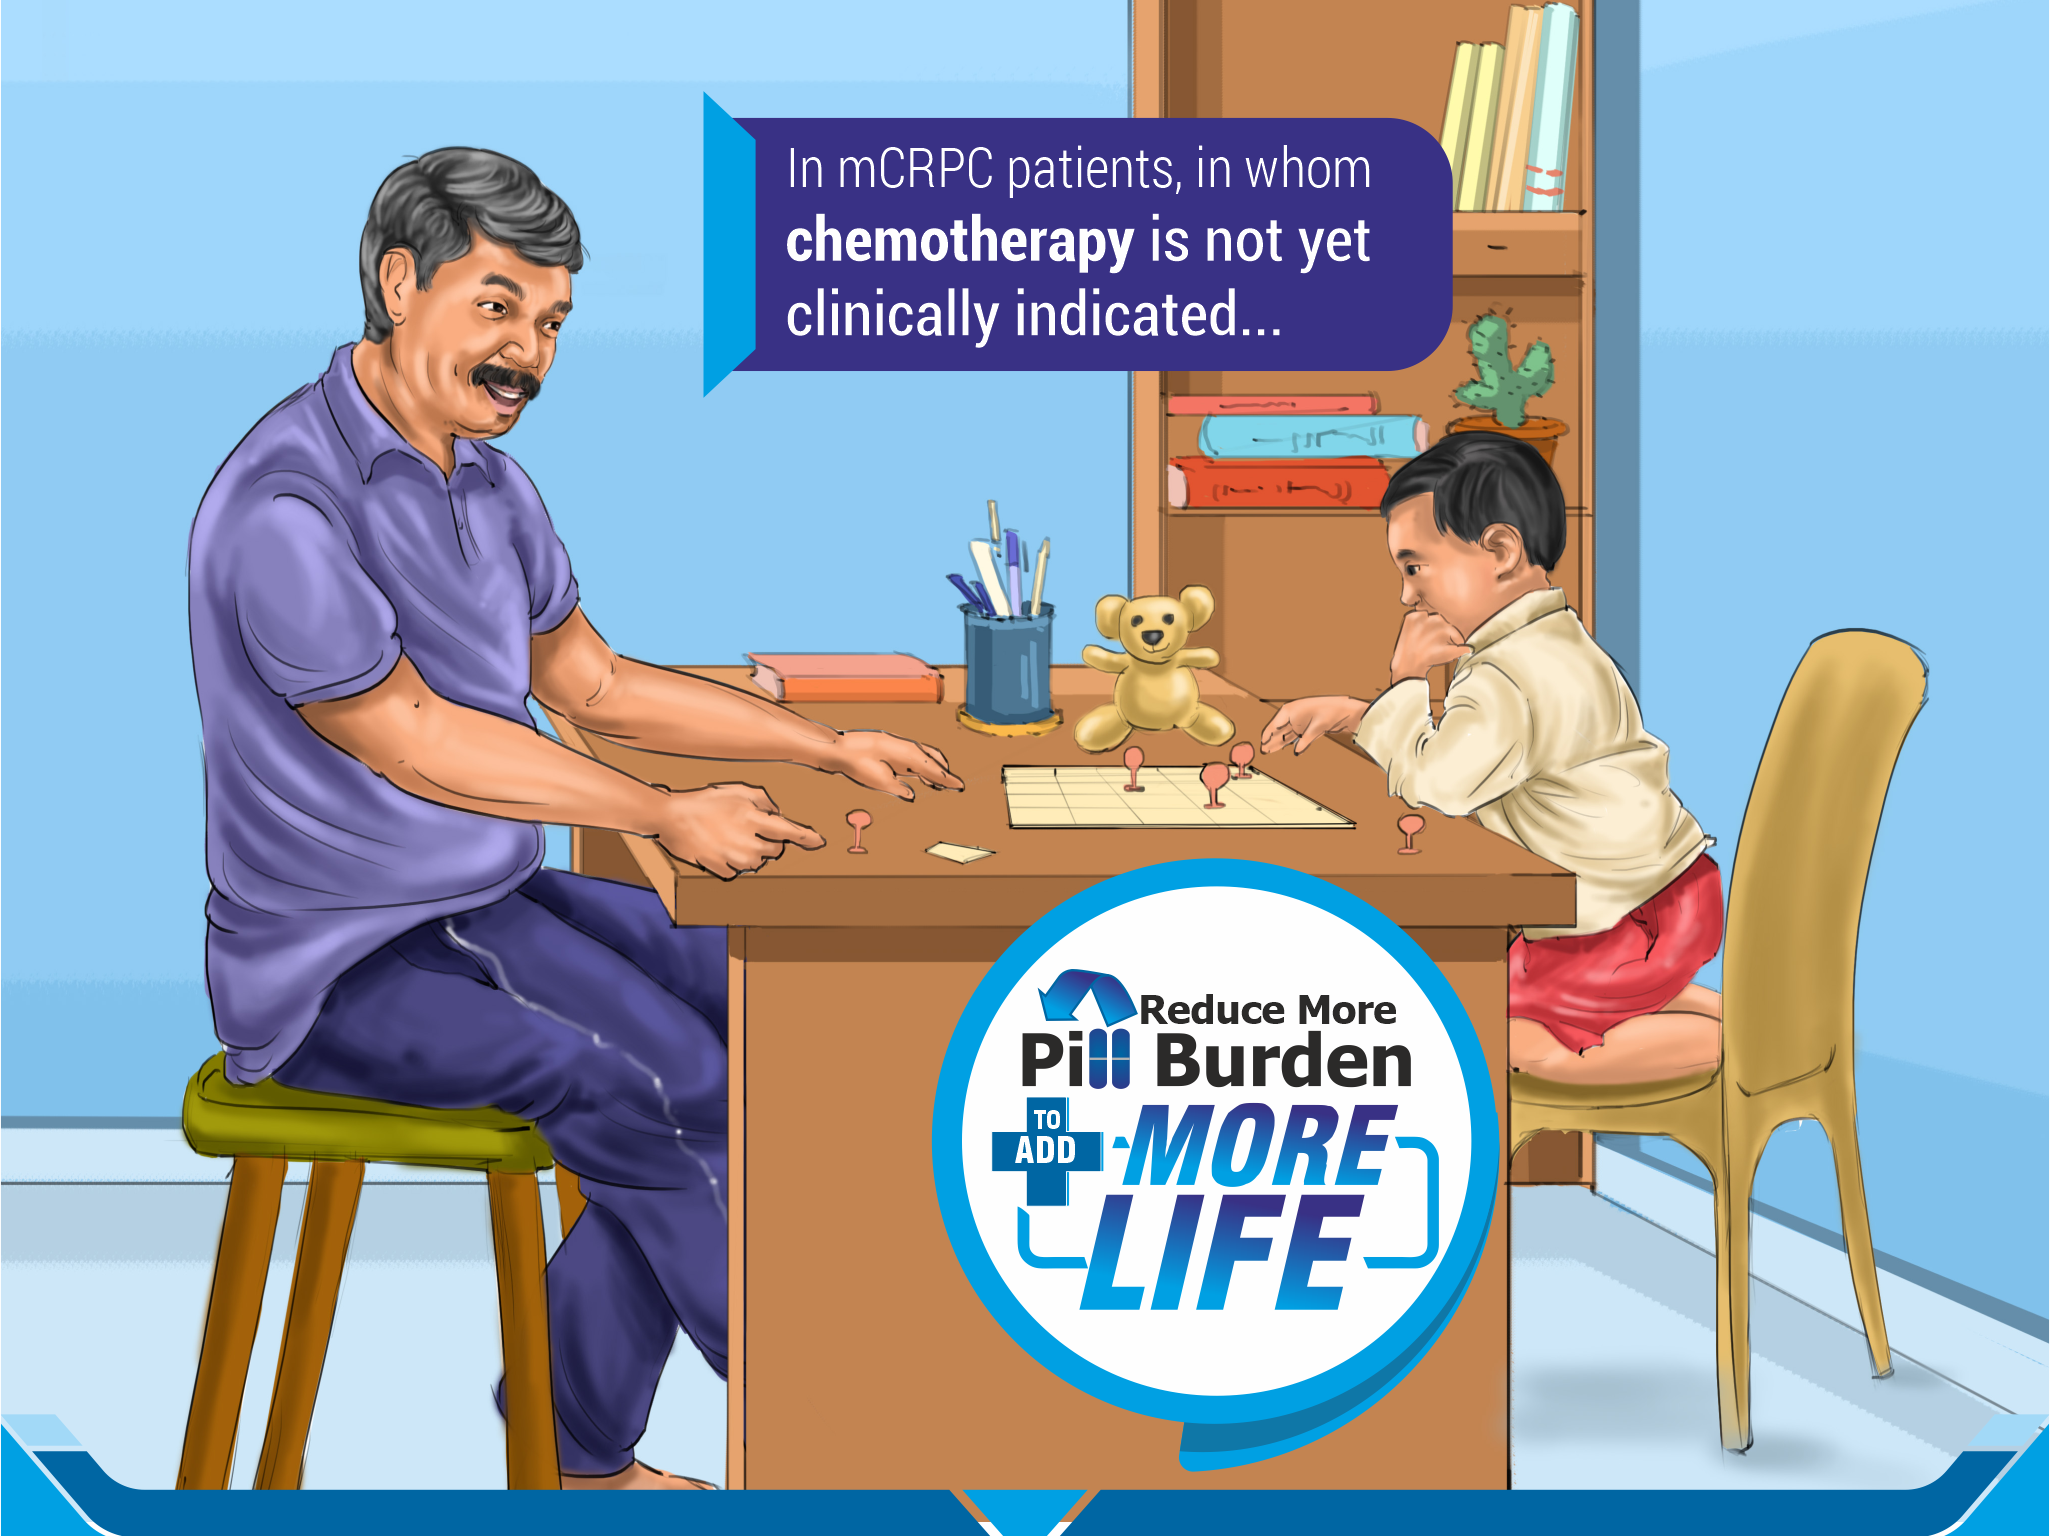 In mCRPC patients, in whom
chemotherapy is not yet
clinically indicated...
Reduce More
Pill Burden
TO
ADD
MORE
LIFE